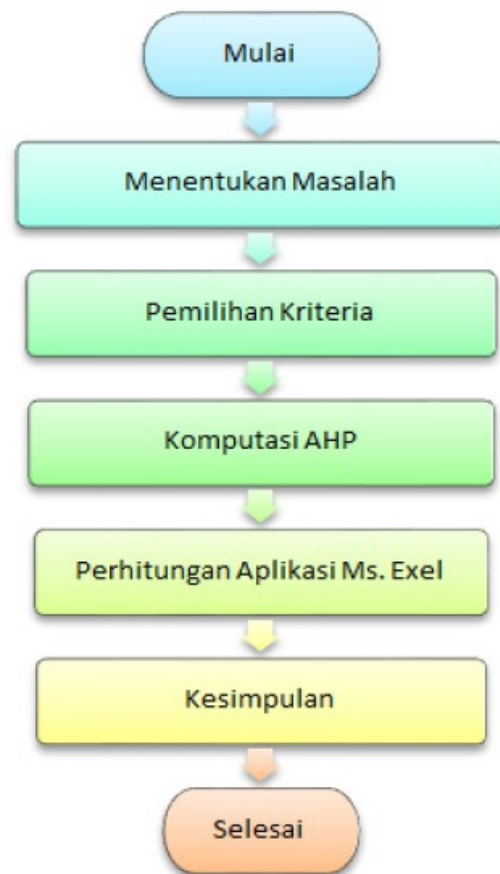 Mulai
Menentukan Masalah
Pemilihan Kriteria
Komputasi AHP
Perhitungan Aplikasi Ms. Exel
Kesimpulan
Selesai